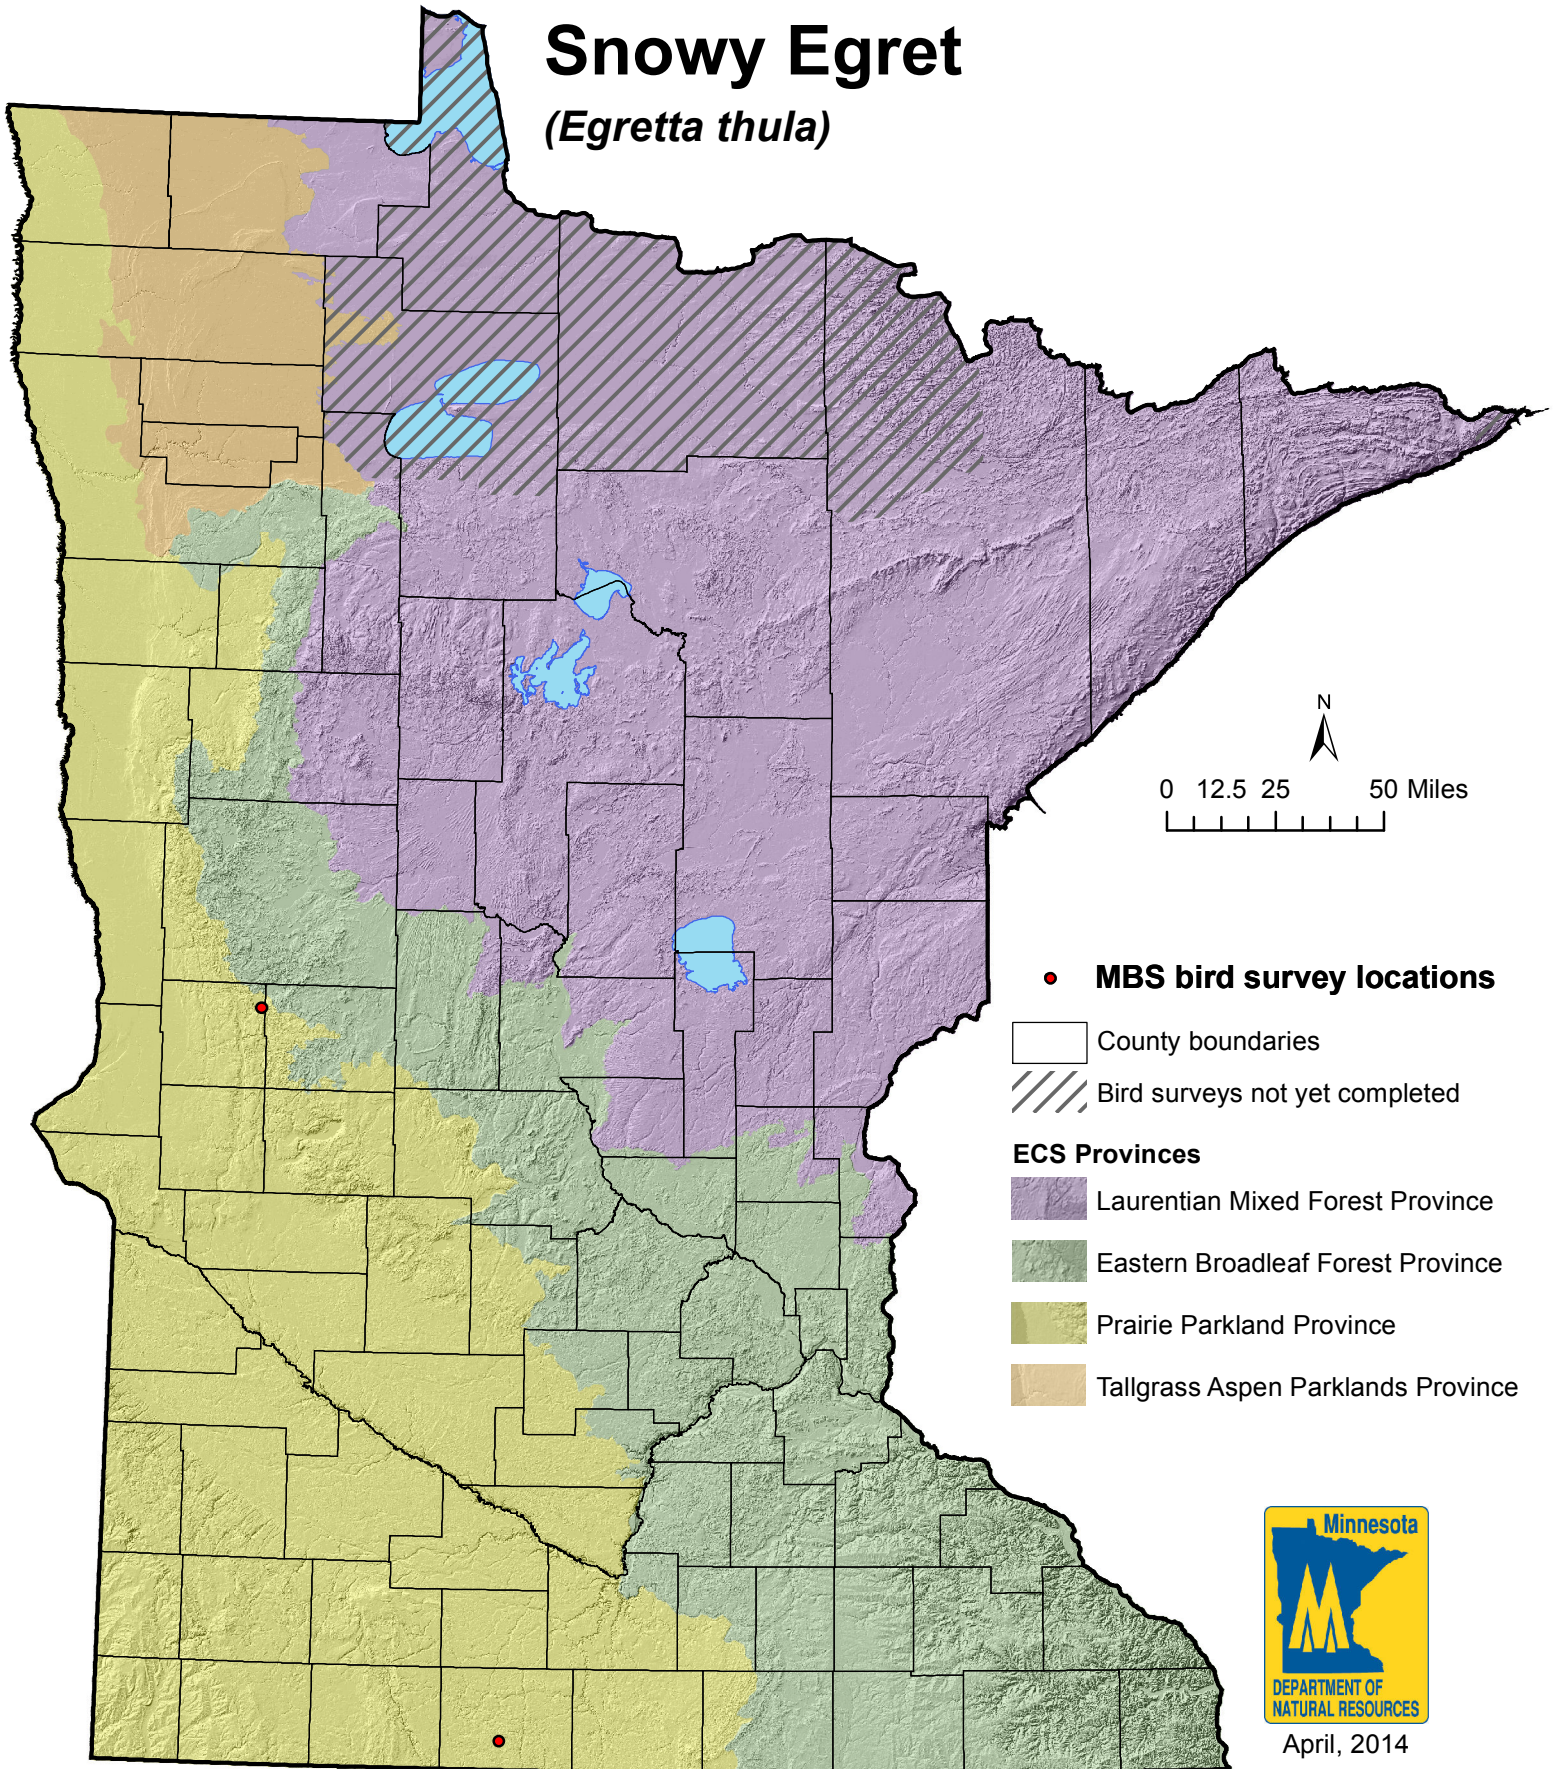 Snowy Egret
(Egretta thula)
N
0 12.5 25 50 Miles
MBS bird survey locations
County boundaries
Bird surveys not yet completed
ECS Provinces
Laurentian Mixed Forest Province
Eastern Broadleaf Forest Province
Prairie Parkland Province
Tallgrass Aspen Parklands Province
Minnesota
DEPARTMENT OF
NATURAL RESOURCES
April, 2014